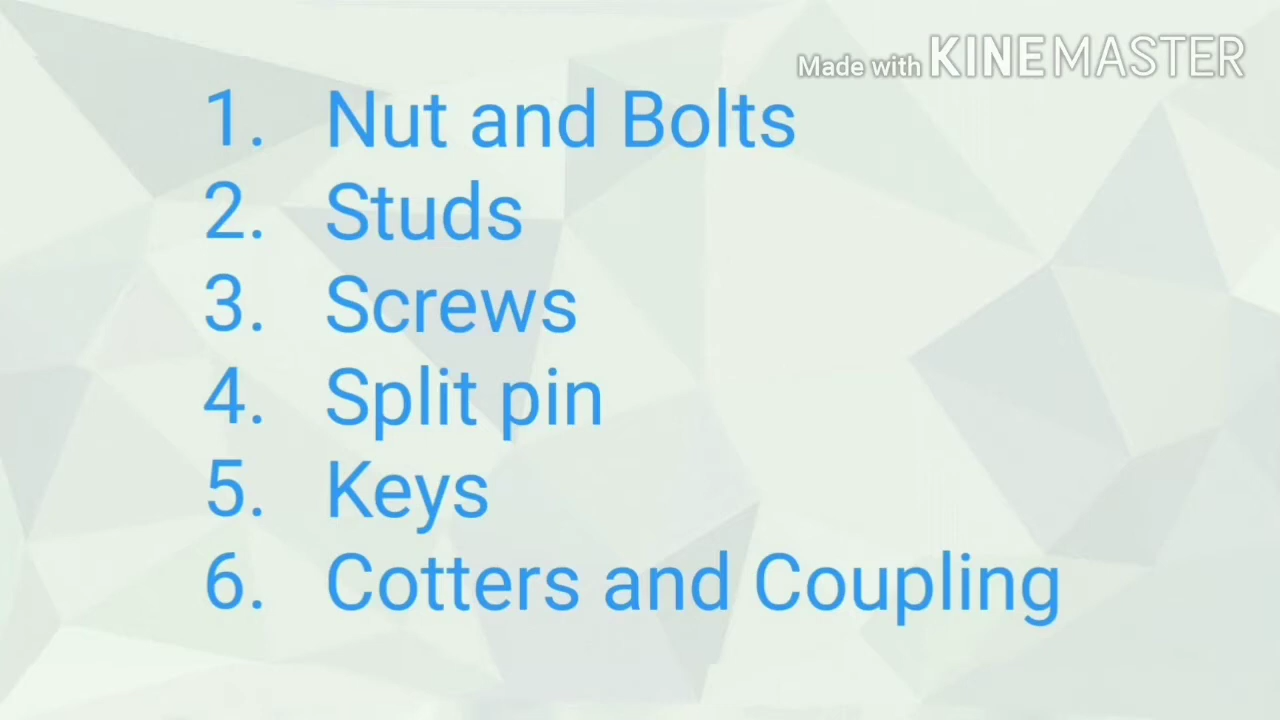 Made with KINEMASTER
1. Nut and Bolts
2. Studs
3. Screws
4. Split pin
5. Keys
6. Cotters and Coupling